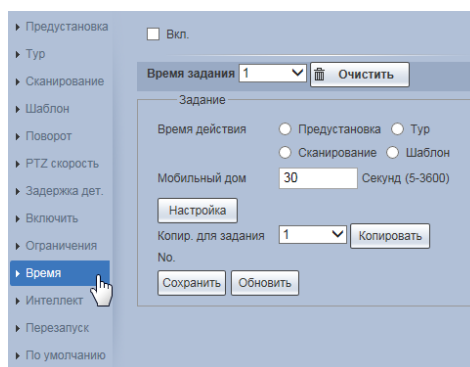 Предустановка
Тур
Сканирование
Шаблон
Поворот
PTZ скорость
Задержка дет.
Включить
Ограничения
Время
Интеллект
Перезапуск
По умолчанию
Вкл.
Время задания 1 Очистить
Задание
Время действия Предустановка Тур
Сканирование Шаблон
Мобильный дом 30 Секунд (5-3600)
Настройка
Копир. для задания 1 Копировать
No.
Сохранить Обновить